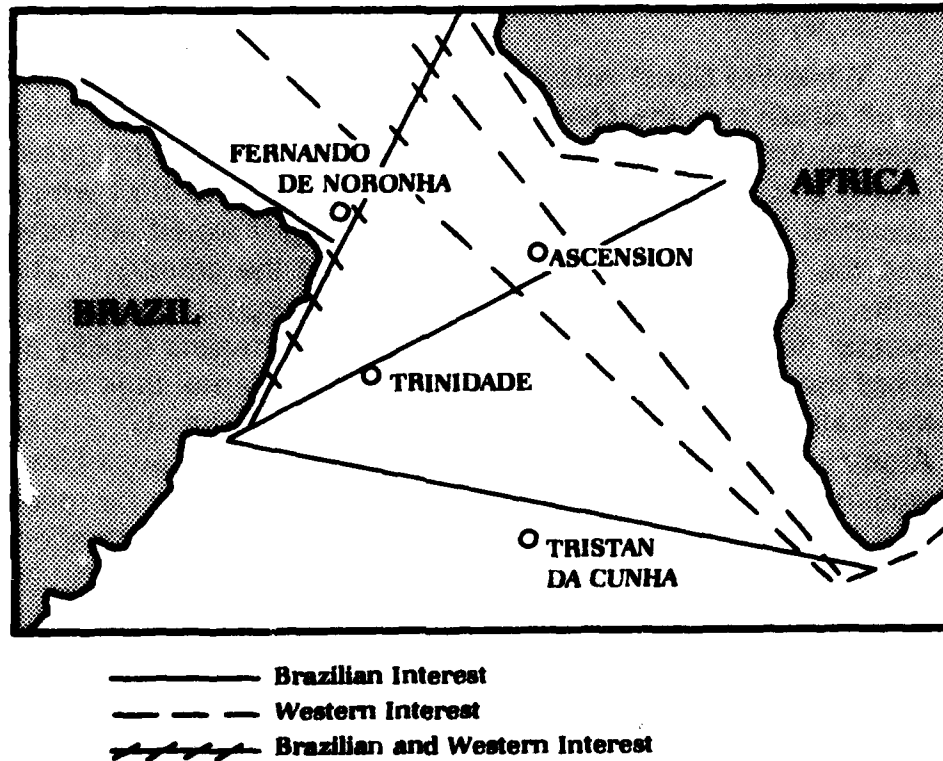 FERNANDO
DE NORONHA
AFRICA
ASCENSION
BRAZIL
TRINIDADE
TRISTAN
DA CUNHA
Brazilian Interest
Western Interest
Brazilian and Western Interest